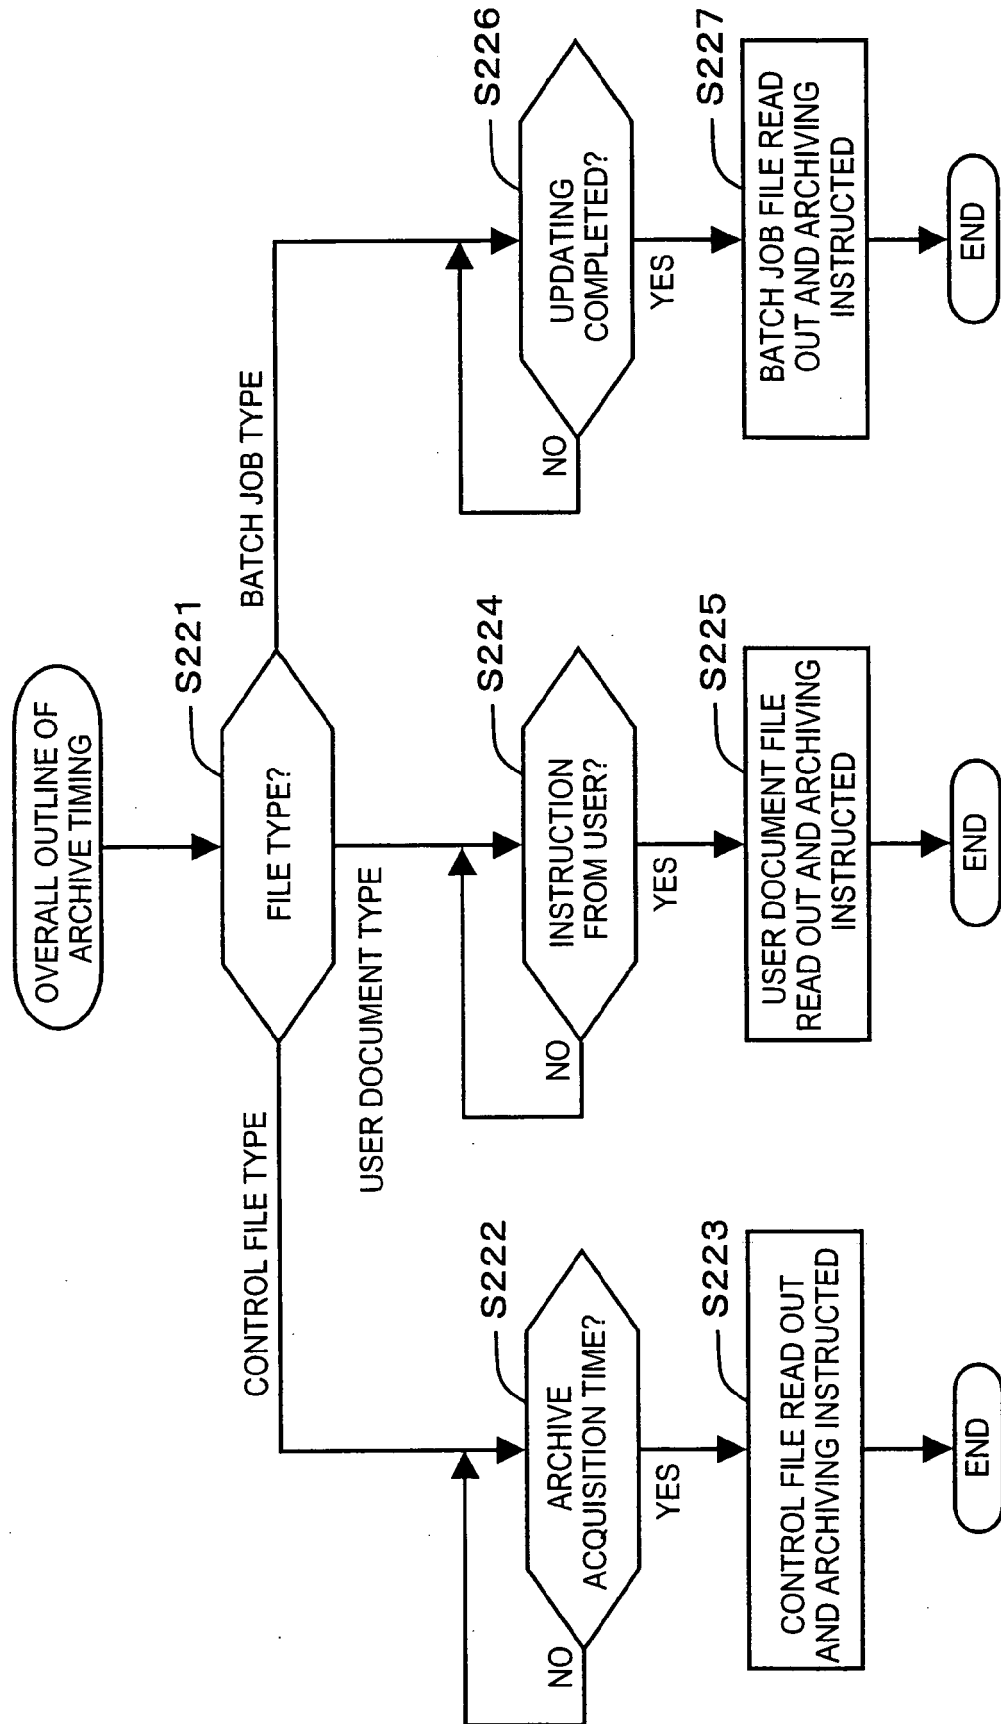 OVERALL OUTLINE OF
ARCHIVE TIMING
S221
FILE TYPE?
CONTROL FILE TYPE
USER DOCUMENT TYPE
BATCH JOB TYPE
S222
ARCHIVE
ACQUISITION TIME?
NO
YES
S223
CONTROL FILE READ OUT
AND ARCHIVING INSTRUCTED
END
S224
INSTRUCTION
FROM USER?
NO
YES
S225
USER DOCUMENT FILE
READ OUT AND ARCHIVING
INSTRUCTED
END
S226
UPDATING
COMPLETED?
NO
YES
S227
BATCH JOB FILE READ
OUT AND ARCHIVING
INSTRUCTED
END